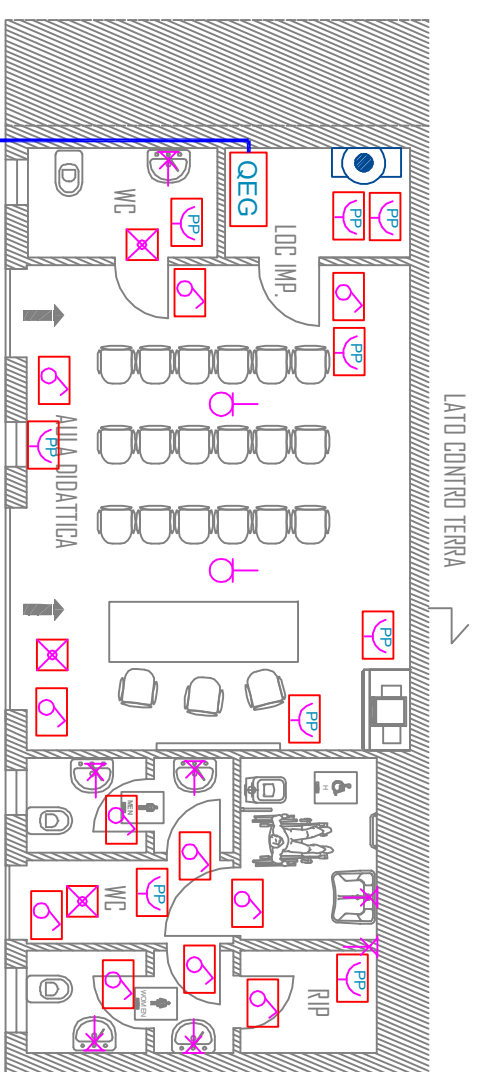 QEG
PP
PP
PP
WC
LOC IMP.
PP
PP
AULA DIDATTICA
LATO CONTRO TERRA
PP
PP
MEN
H
WC
PP
WOMEN
RIP
PP